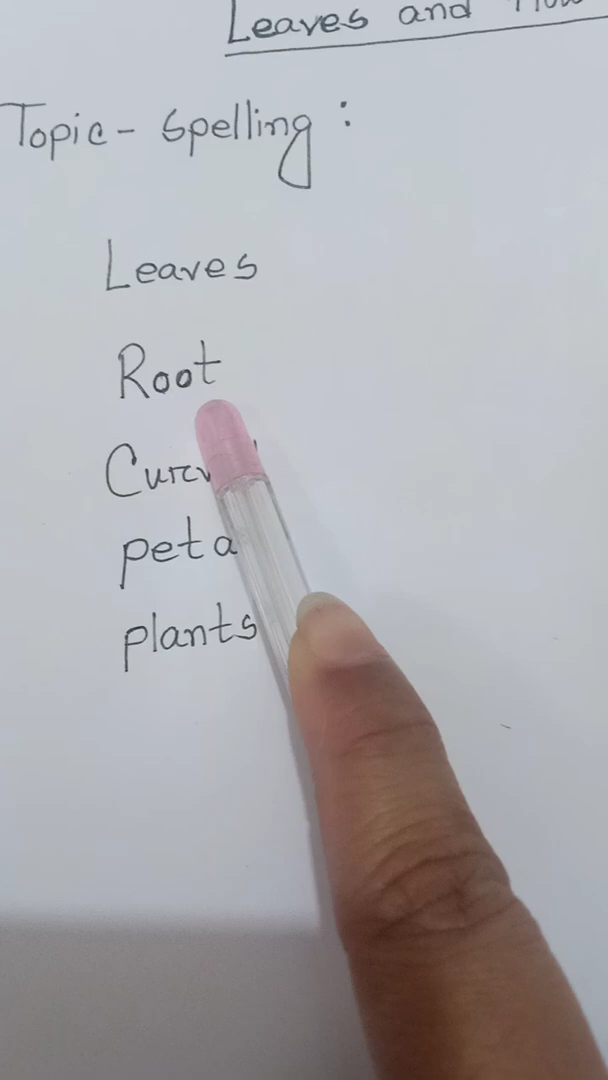 Leaves and
Topic - Spelling :
Leaves
Root
plants